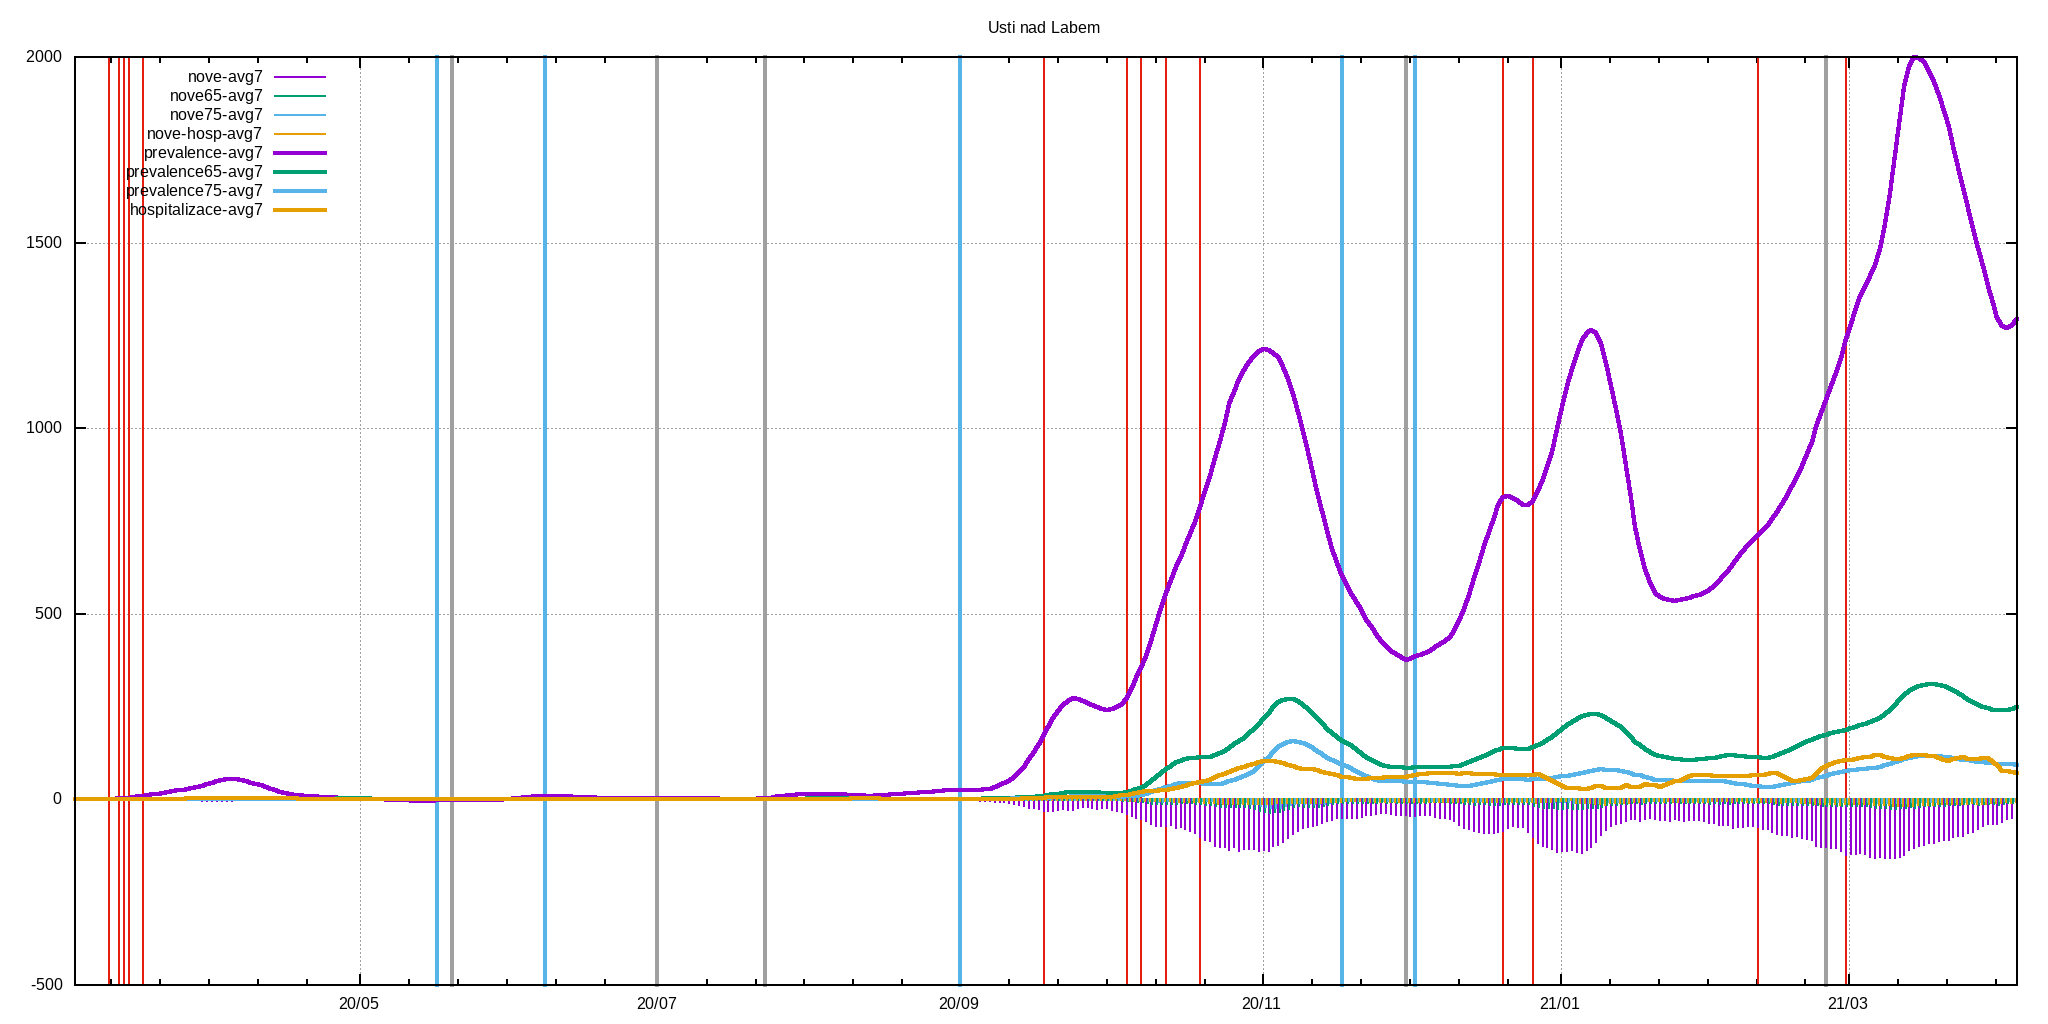 Usti nad Labem
2000
1500
1000
500
0
-500
nove-avg7
nove65-avg7
nove75-avg7
nove-hosp-avg7
prevalence-avg7
prevalence65-avg7
prevalence75-avg7
hospitalizace-avg7
20/05 20/07 20/09 20/11 21/01 21/03